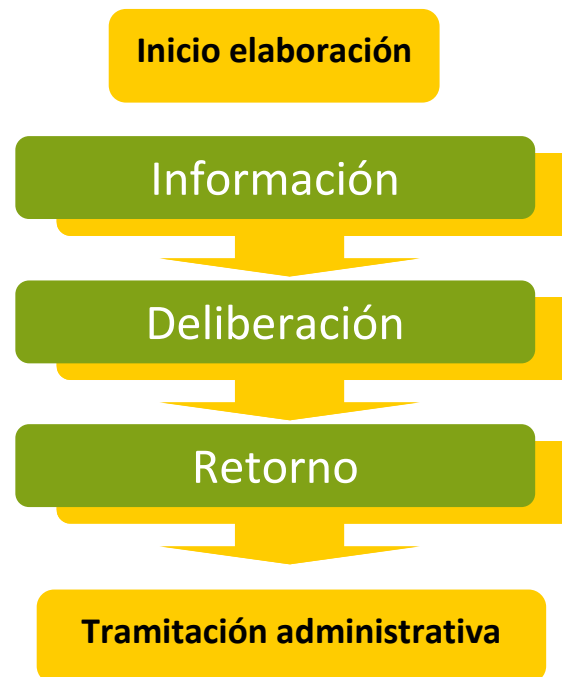 Inicio elaboración
Información
Deliberación
Retorno
Tramitación administrativa